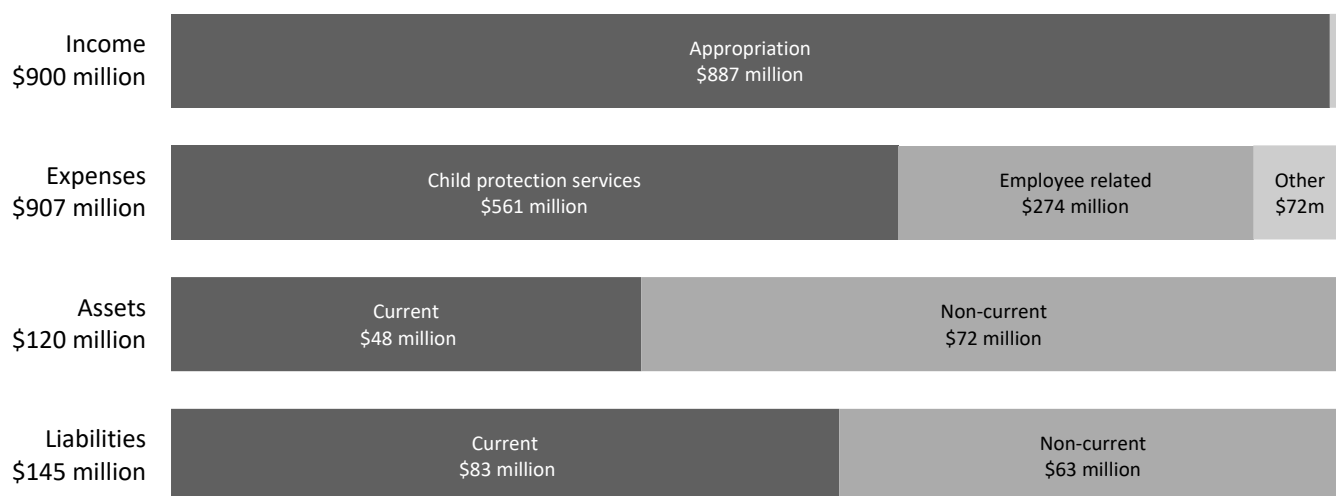 Income
$900 million
Appropriation
$887 million
Expenses
$907 million
Child protection services
$561 million
Employee related
$274 million
Other
$72m
Assets
$120 million
Current
$48 million
Non-current
$72 million
Liabilities
$145 million
Current
$83 million
Non-current
$63 million